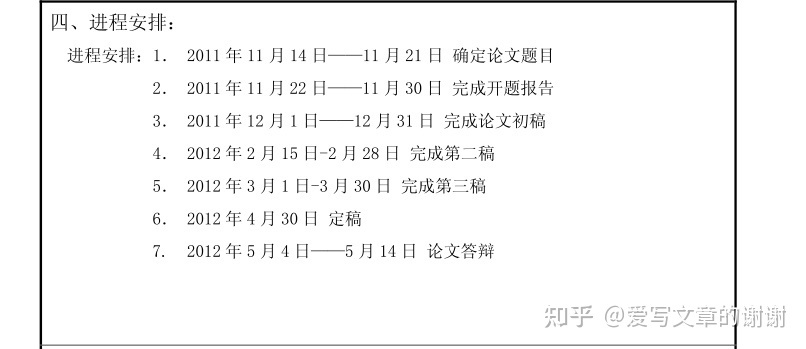 四、进程安排：
进程安排：1． 2011 年 11 月 14 日——11 月 21 日 确定论文题目
2． 2011 年 11 月 22 日——11 月 30 日 完成开题报告
3． 2011 年 12 月 1 日——12 月 31 日 完成论文初稿
4． 2012 年 2 月 15 日-2 月 28 日 完成第二稿
5． 2012 年 3 月 1 日-3 月 30 日 完成第三稿
6． 2012 年 4 月 30 日 定稿
7. 2012 年 5 月 4 日——5 月 14 日 论文答辩
知乎 @爱写文章的谢谢